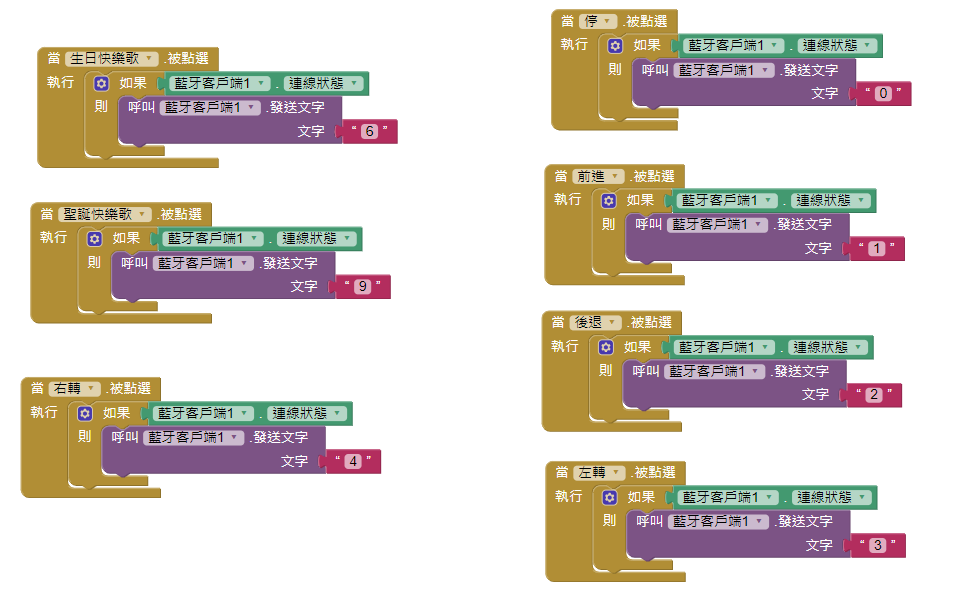 當 生日快樂歌 .被點選
執行 如果 藍牙客戶端1 . 連線狀態
則 呼叫 藍牙客戶端1 .發送文字
文字 “ 6 ”
當 聖誕快樂歌 .被點選
執行 如果 藍牙客戶端1 . 連線狀態
則 呼叫 藍牙客戶端1 .發送文字
文字 “ 9 ”
當 右轉 .被點選
執行 如果 藍牙客戶端1 . 連線狀態
則 呼叫 藍牙客戶端1 .發送文字
文字 “ 4 ”
當 停 .被點選
執行 如果 藍牙客戶端1 . 連線狀態
則 呼叫 藍牙客戶端1 .發送文字
文字 “ 0 ”
當 前進 .被點選
執行 如果 藍牙客戶端1 . 連線狀態
則 呼叫 藍牙客戶端1 .發送文字
文字 “ 1 ”
當 後退 .被點選
執行 如果 藍牙客戶端1 . 連線狀態
則 呼叫 藍牙客戶端1 .發送文字
文字 “ 2 ”
當 左轉 .被點選
執行 如果 藍牙客戶端1 . 連線狀態
則 呼叫 藍牙客戶端1 .發送文字
文字 “ 3 ”